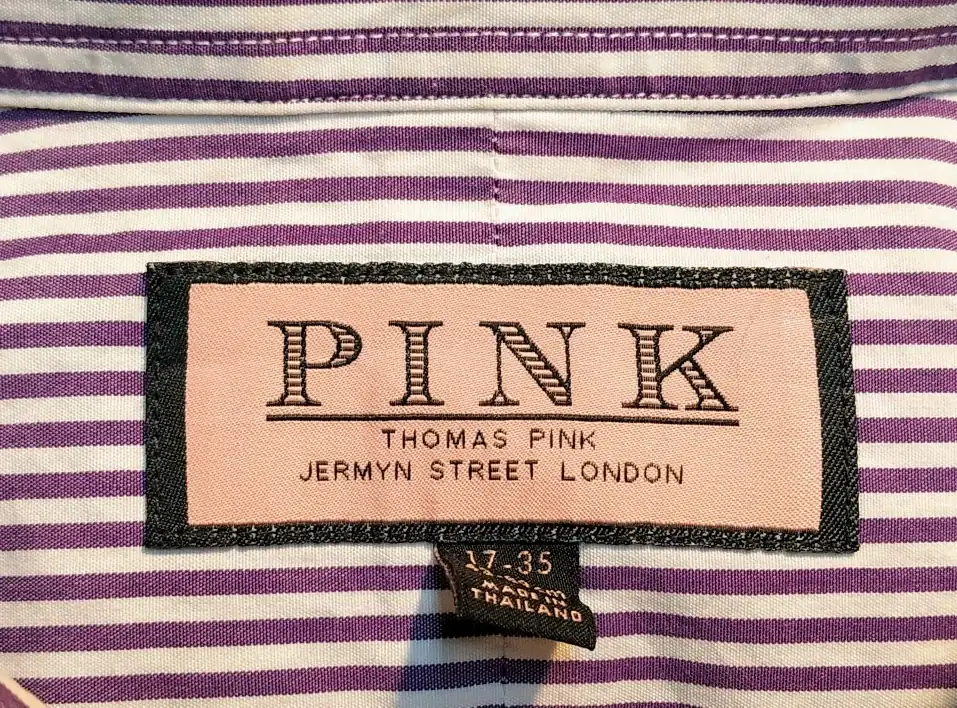 PINK
THOMAS PINK
JERMYN STREET LONDON
17-35
MADE IN
THAILAND